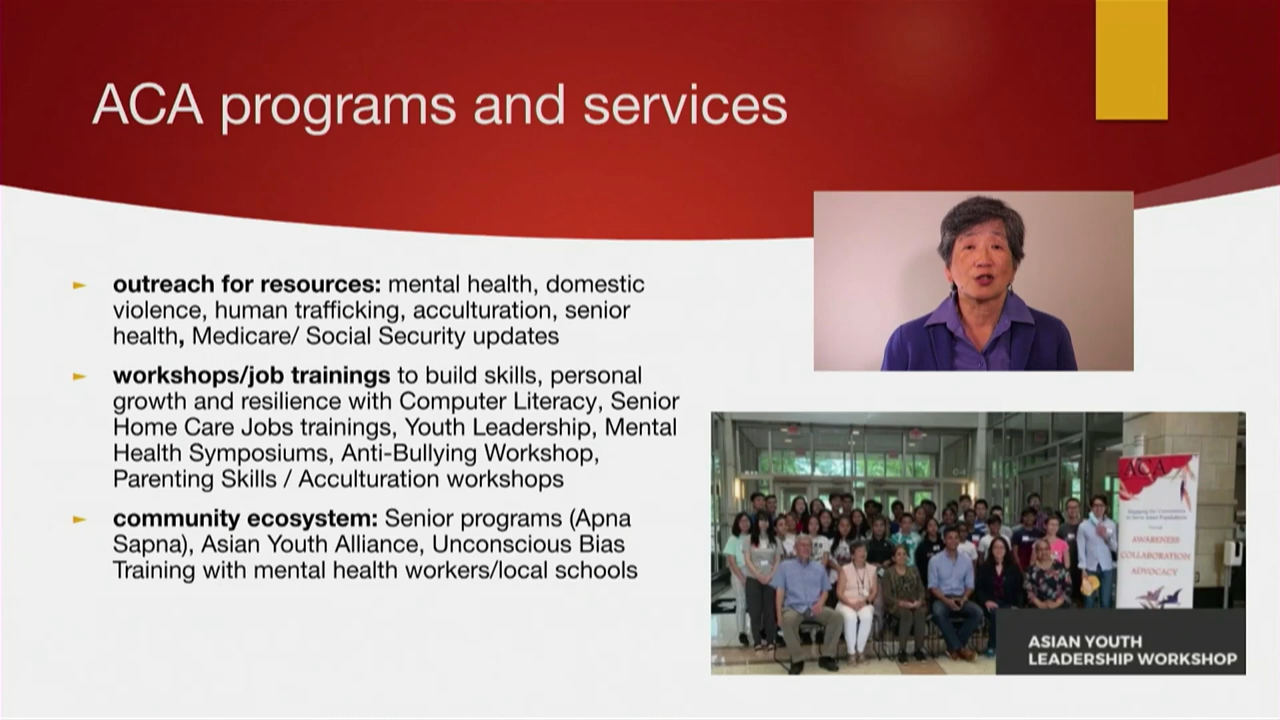 ACA programs and services
outreach for resources: mental health, domestic
violence, human trafficking, acculturation, senior
health, Medicare/ Social Security updates
workshops/job trainings to build skills, personal
growth and resilience with Computer Literacy, Senior
Home Care Jobs trainings, Youth Leadership, Mental
Health Symposiums, Anti-Bullying Workshop,
Parenting Skills / Acculturation workshops
community ecosystem: Senior programs (Apna
Sapna), Asian Youth Alliance, Unconscious Bias
Training with mental health workers/local schools
ACA
AWARENESS
COLLABORATION
ADVOCACY
ASIAN YOUTH
LEADERSHIP WORKSHOP